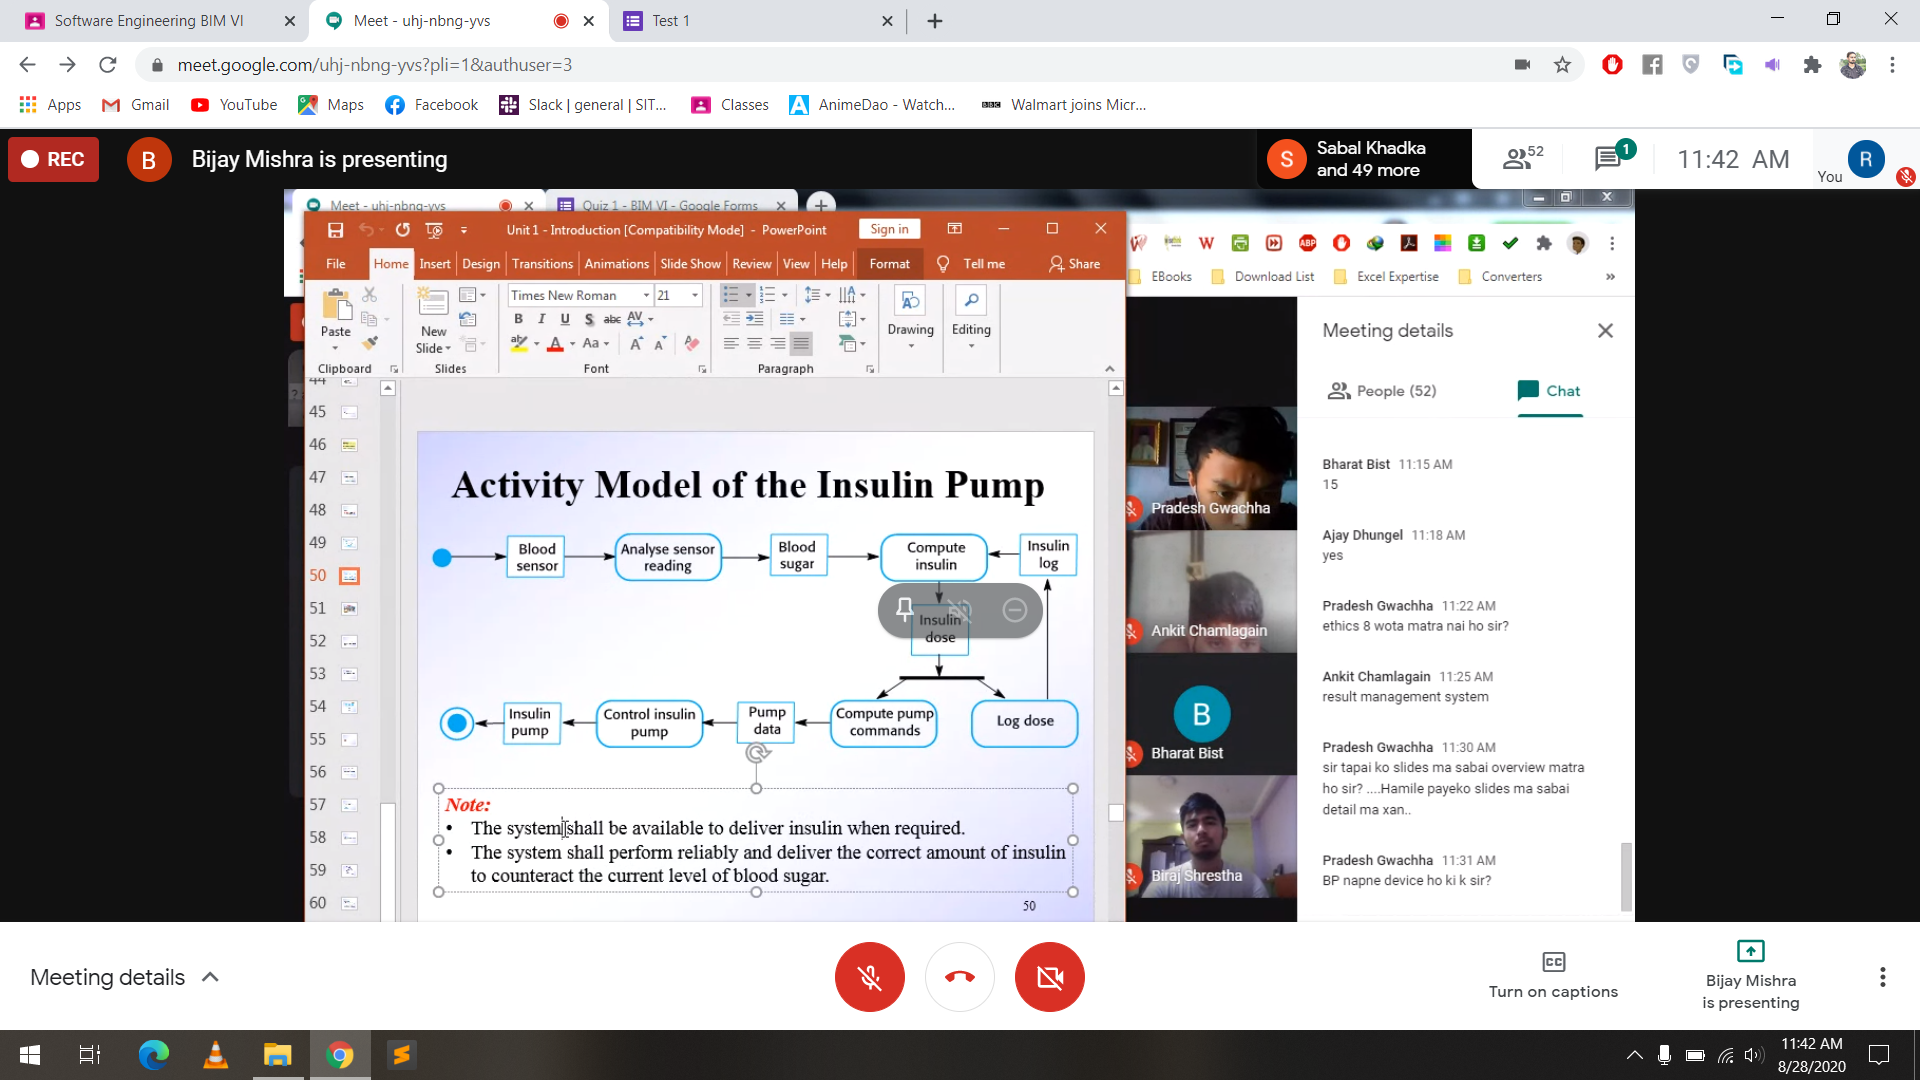 Software Engineering BIM VI
Meet - uhj-nbng-yvs
Test 1
meet.google.com/uhj-nbng-yvs?pli=1&authuser=3
Apps
Gmail
YouTube
Maps
Facebook
Slack | general | SIT...
Classes
AnimeDao - Watch...
BBC
Walmart joins Micr...
REC
B
Bijay Mishra is presenting
S
Sabal Khadka
and 49 more
52
1
11:42 AM
You
R
Meet - uhj-nbng-yvs
Quiz 1 - BIM VI - Google Forms
Unit 1 - Introduction [Compatibility Mode] - PowerPoint
Sign in
File
Home
Insert
Design
Transitions
Animations
Slide Show
Review
View
Help
Format
Tell me
Share
ABP
EBooks
Download List
Excel Expertise
Converters
»
Paste
New
Slide
Times New Roman
21
B I U S abc AV
Aa
Drawing
Editing
Clipboard
Slides
Font
Paragraph
44
45
46
47
48
49
50
51
52
53
54
55
56
57
58
59
60
Activity Model of the Insulin Pump
Blood
sensor
Analyse sensor
reading
Blood
sugar
Compute
insulin
Insulin
log
Insulin
dose
Insulin
pump
Control insulin
pump
Pump
data
Compute pump
commands
Log dose
Note:
• The system shall be available to deliver insulin when required.
• The system shall perform reliably and deliver the correct amount of insulin
to counteract the current level of blood sugar.
50
Pradesh Gwachha
Ankit Chamlagain
B
Bharat Bist
Biraj Shrestha
Meeting details
People (52)
Chat
Bharat Bist 11:15 AM
15
Ajay Dhungel 11:18 AM
yes
Pradesh Gwachha 11:22 AM
ethics 8 wota matra nai ho sir?
Ankit Chamlagain 11:25 AM
result management system
Pradesh Gwachha 11:30 AM
sir tapai ko slides ma sabai overview matra
ho sir? ....Hamile payeko slides ma sabai
detail ma xan..
Pradesh Gwachha 11:31 AM
BP napne device ho ki k sir?
Meeting details
CC
Turn on captions
Bijay Mishra
is presenting
11:42 AM
8/28/2020